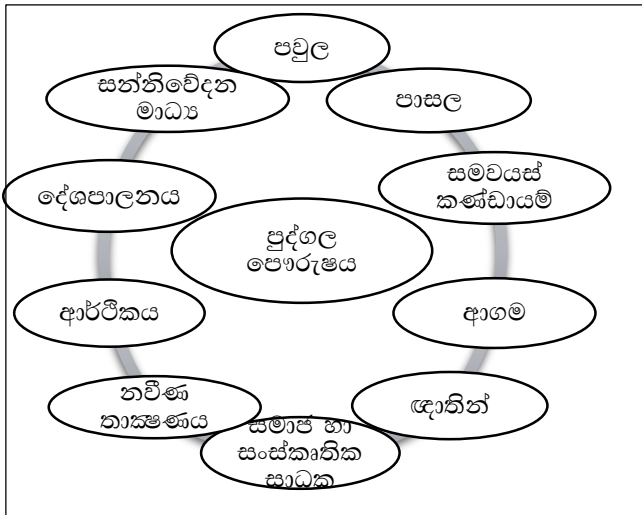 පවුල
පාසල
සමවයස්
කණ්ඩායම්
ආගම
ඥාතින්
සමාජ හා
සංස්කෘතික
සාධක
නවීණ
තාක්‍ෂණය
ආර්ථිකය
දේශපාලනය
සන්නිවේදන
මාධ්‍ය
පුද්ගල
පෞරුෂය